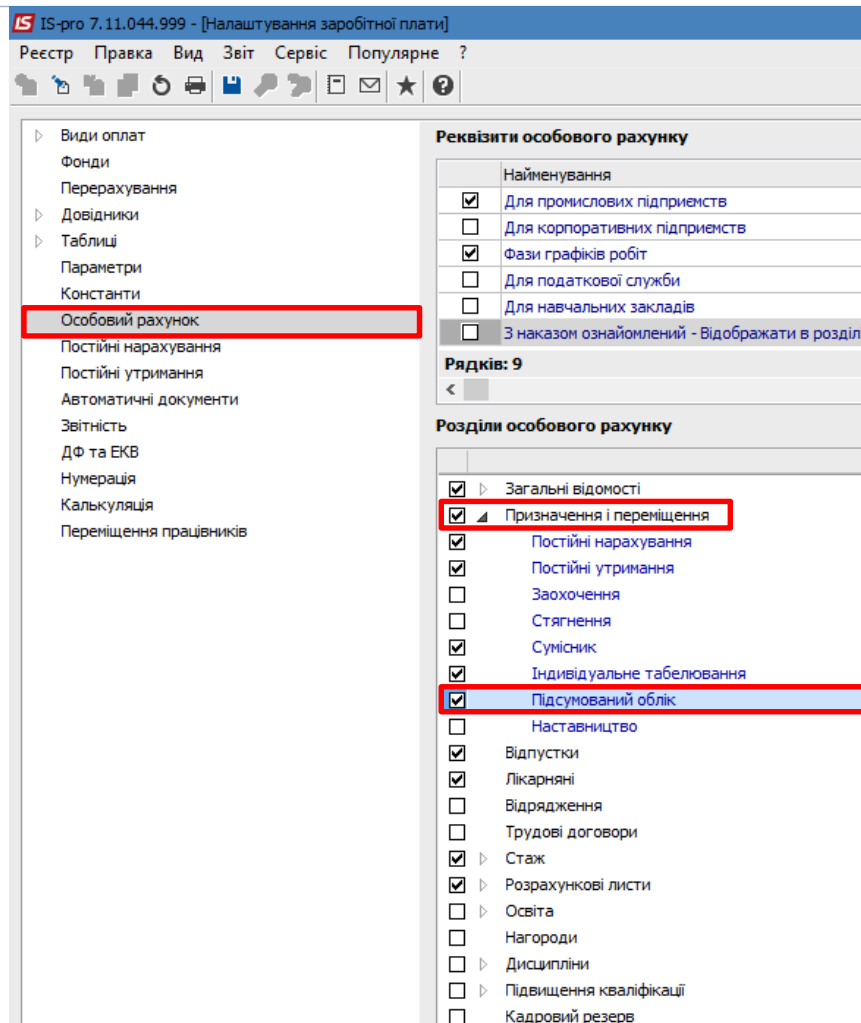 IS-pro 7.11.044.999 - [Налаштування заробітної плати]
Реєстр Правка Вид Звіт Сервіс Популярне ?
Види оплат
Фонди
Перерахування
Довідники
Таблиці
Параметри
Константи
Особовий рахунок
Постійні нарахування
Постійні утримання
Автоматичні документи
Звітність
ДФ та ЕКВ
Нумерація
Калькуляція
Переміщення працівників
Реквізити особового рахунку
Найменування
Для промислових підприємств
Для корпоративних підприємств
Фази графіків робіт
Для податкової служби
Для навчальних закладів
З наказом ознайомлений - Відображати в розділ
Рядків: 9
Розділи особового рахунку
Загальні відомості
Призначення і переміщення
Постійні нарахування
Постійні утримання
Заохочення
Стягнення
Сумісник
Індивідуальне табелювання
Підсумований облік
Наставництво
Відпустки
Лікарняні
Відрядження
Трудові договори
Стаж
Розрахункові листи
Освіта
Нагороди
Дисципліни
Підвищення кваліфікації
Кадровий резерв